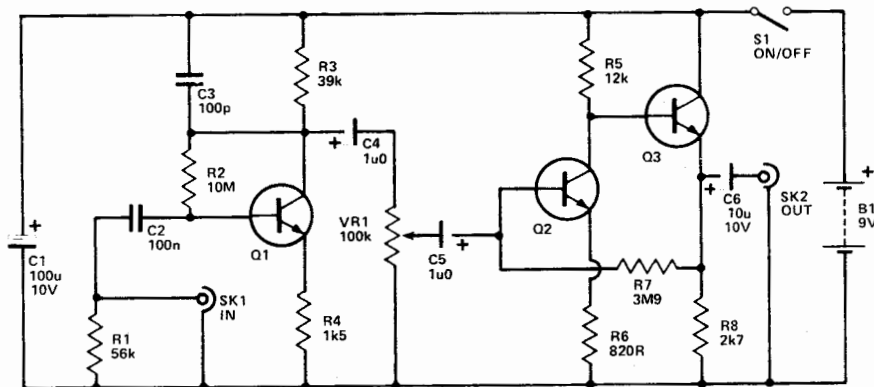 S1
ON/OFF
R3
39k
R5
12k
C3
100p
+
C4
1u0
Q3
R2
10M
+
C6
10u
10V
SK2
OUT
+
B1
9V
+
C1
100u
10V
C2
100n
Q1
VR1
100k
+
C5
1u0
Q2
R7
3M9
SK1
IN
R1
56k
R4
1k5
R6
820R
R8
2k7